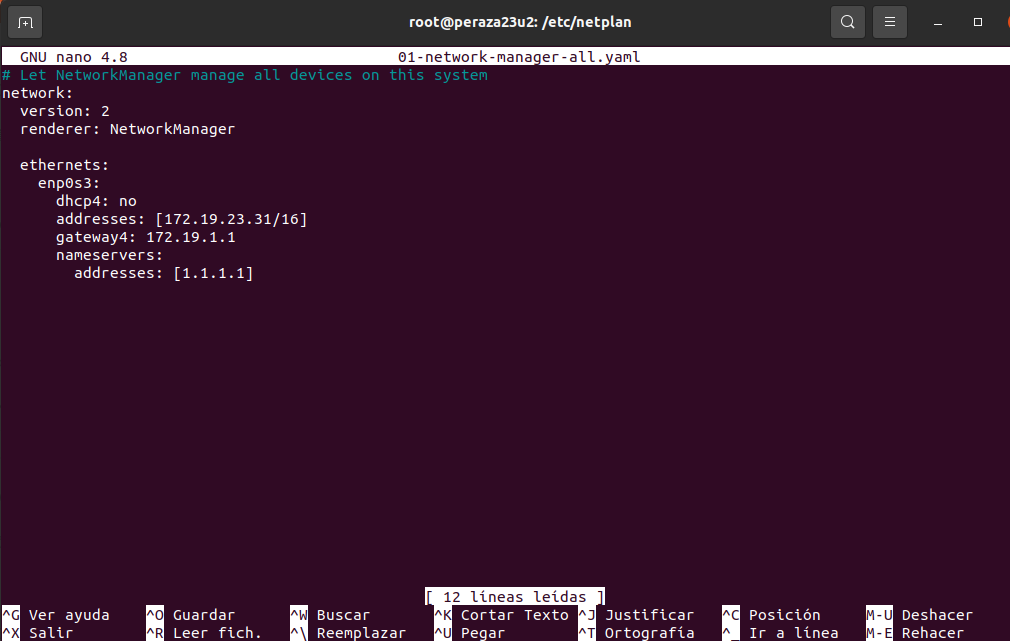 root@peraza23u2: /etc/netplan
GNU nano 4.8 01-network-manager-all.yaml
# Let NetworkManager manage all devices on this system
network:
  version: 2
  renderer: NetworkManager

  ethernets:
    enp0s3:
      dhcp4: no
      addresses: [172.19.23.31/16]
      gateway4: 172.19.1.1
      nameservers:
        addresses: [1.1.1.1]
[ 12 líneas leídas ]
^G Ver ayuda ^O Guardar ^W Buscar ^K Cortar Texto ^J Justificar ^C Posición M-U Deshacer
^X Salir ^R Leer fich. ^\ Reemplazar ^U Pegar ^T Ortografía ^_ Ir a línea M-E Rehacer